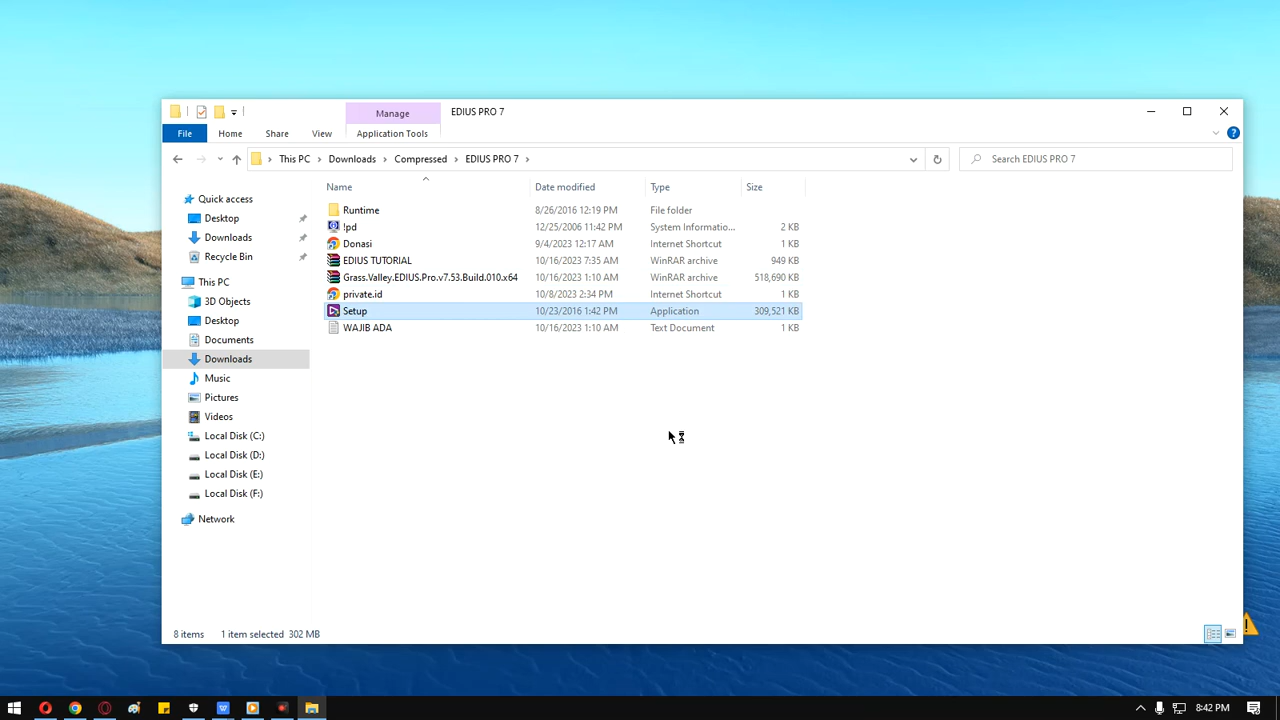 Manage
EDIUS PRO 7
File
Home
Share
View
Application Tools
This PC
Downloads
Compressed
EDIUS PRO 7
Search EDIUS PRO 7
Name
Date modified
Type
Size
Quick access
Desktop
Downloads
Recycle Bin
This PC
3D Objects
Desktop
Documents
Downloads
Music
Pictures
Videos
Local Disk (C:)
Local Disk (D:)
Local Disk (E:)
Local Disk (F:)
Network
Runtime 8/26/2016 12:19 PM File folder
!pd 12/25/2006 11:42 PM System Informatio... 2 KB
Donasi 9/4/2023 12:17 AM Internet Shortcut 1 KB
EDIUS TUTORIAL 10/16/2023 7:35 AM WinRAR archive 949 KB
Grass.Valley.EDIUS.Pro.v7.53.Build.010.x64 10/16/2023 1:10 AM WinRAR archive 518,690 KB
private.id 10/8/2023 2:34 PM Internet Shortcut 1 KB
Setup 10/23/2016 1:42 PM Application 309,521 KB
WAJIB ADA 10/16/2023 1:10 AM Text Document 1 KB
8 items 1 item selected 302 MB
8:42 PM